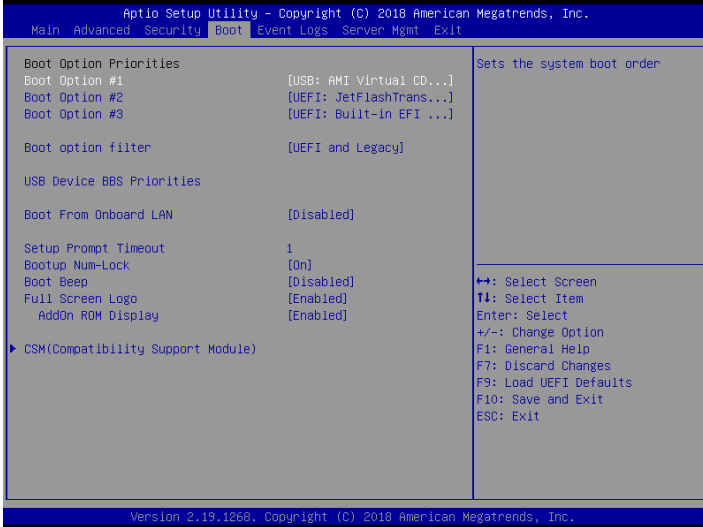 Aptio Setup Utility – Copyright (C) 2018 American Megatrends, Inc.
Main Advanced Security Boot Event Logs Server Mgmt Exit
Boot Option Priorities
Boot Option #1 [USB: AMI Virtual CD...]
Boot Option #2 [UEFI: JetFlashTrans...]
Boot Option #3 [UEFI: Built-in EFI ...]
Boot option filter [UEFI and Legacy]
USB Device BBS Priorities
Boot From Onboard LAN [Disabled]
Setup Prompt Timeout 1
Bootup Num-Lock [On]
Boot Beep [Disabled]
Full Screen Logo [Enabled]
AddOn ROM Display [Enabled]
CSM(Compatibility Support Module)
Sets the system boot order
↔: Select Screen
↑↓: Select Item
Enter: Select
+/-: Change Option
F1: General Help
F7: Discard Changes
F9: Load UEFI Defaults
F10: Save and Exit
ESC: Exit
Version 2.19.1268. Copyright (C) 2018 American Megatrends, Inc.